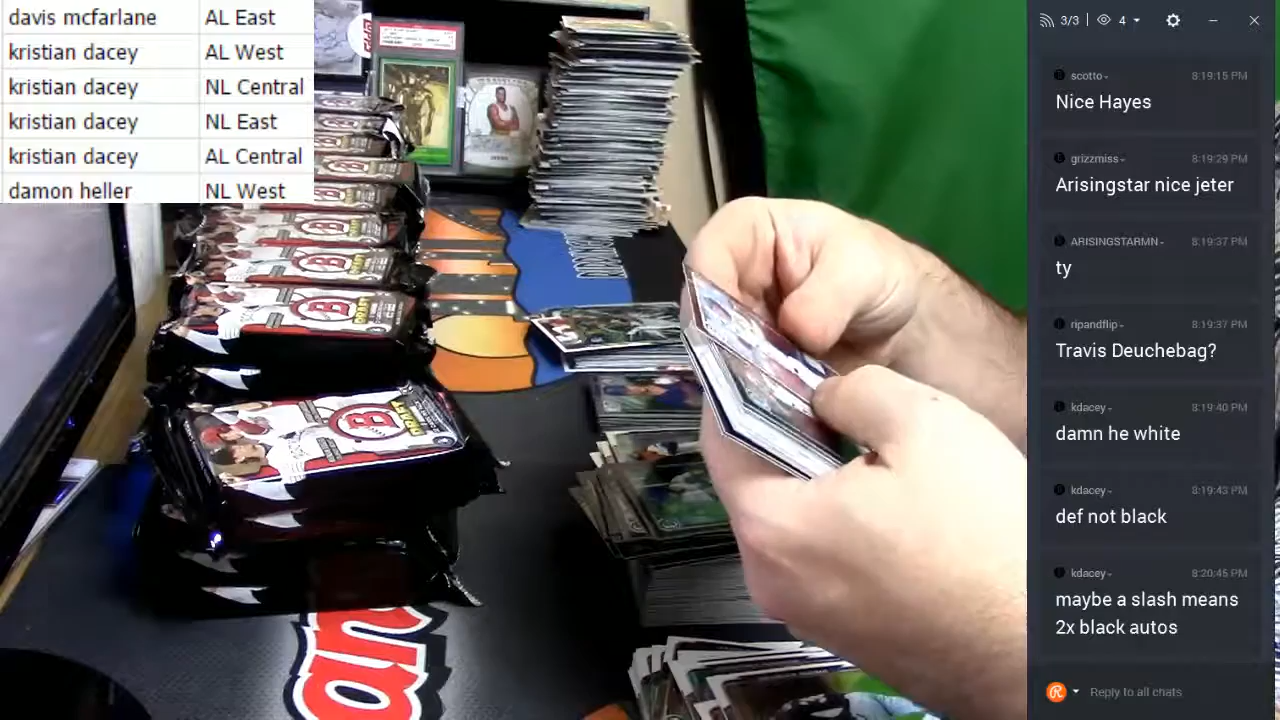 davis mcfarlane AL East
kristian dacey AL West
kristian dacey NL Central
kristian dacey NL East
kristian dacey AL Central
damon heller NL West
3/3 4
scotto 8:19:15 PM
Nice Hayes
grizzmiss 8:19:29 PM
Arisingstar nice jeter
ARISINGSTARMN 8:19:37 PM
ty
ripandflip 8:19:37 PM
Travis Deuchebag?
kdacey 8:19:40 PM
damn he white
kdacey 8:19:43 PM
def not black
kdacey 8:20:45 PM
maybe a slash means
2x black autos
Reply to all chats
B
DRAFT
B
DRAFT